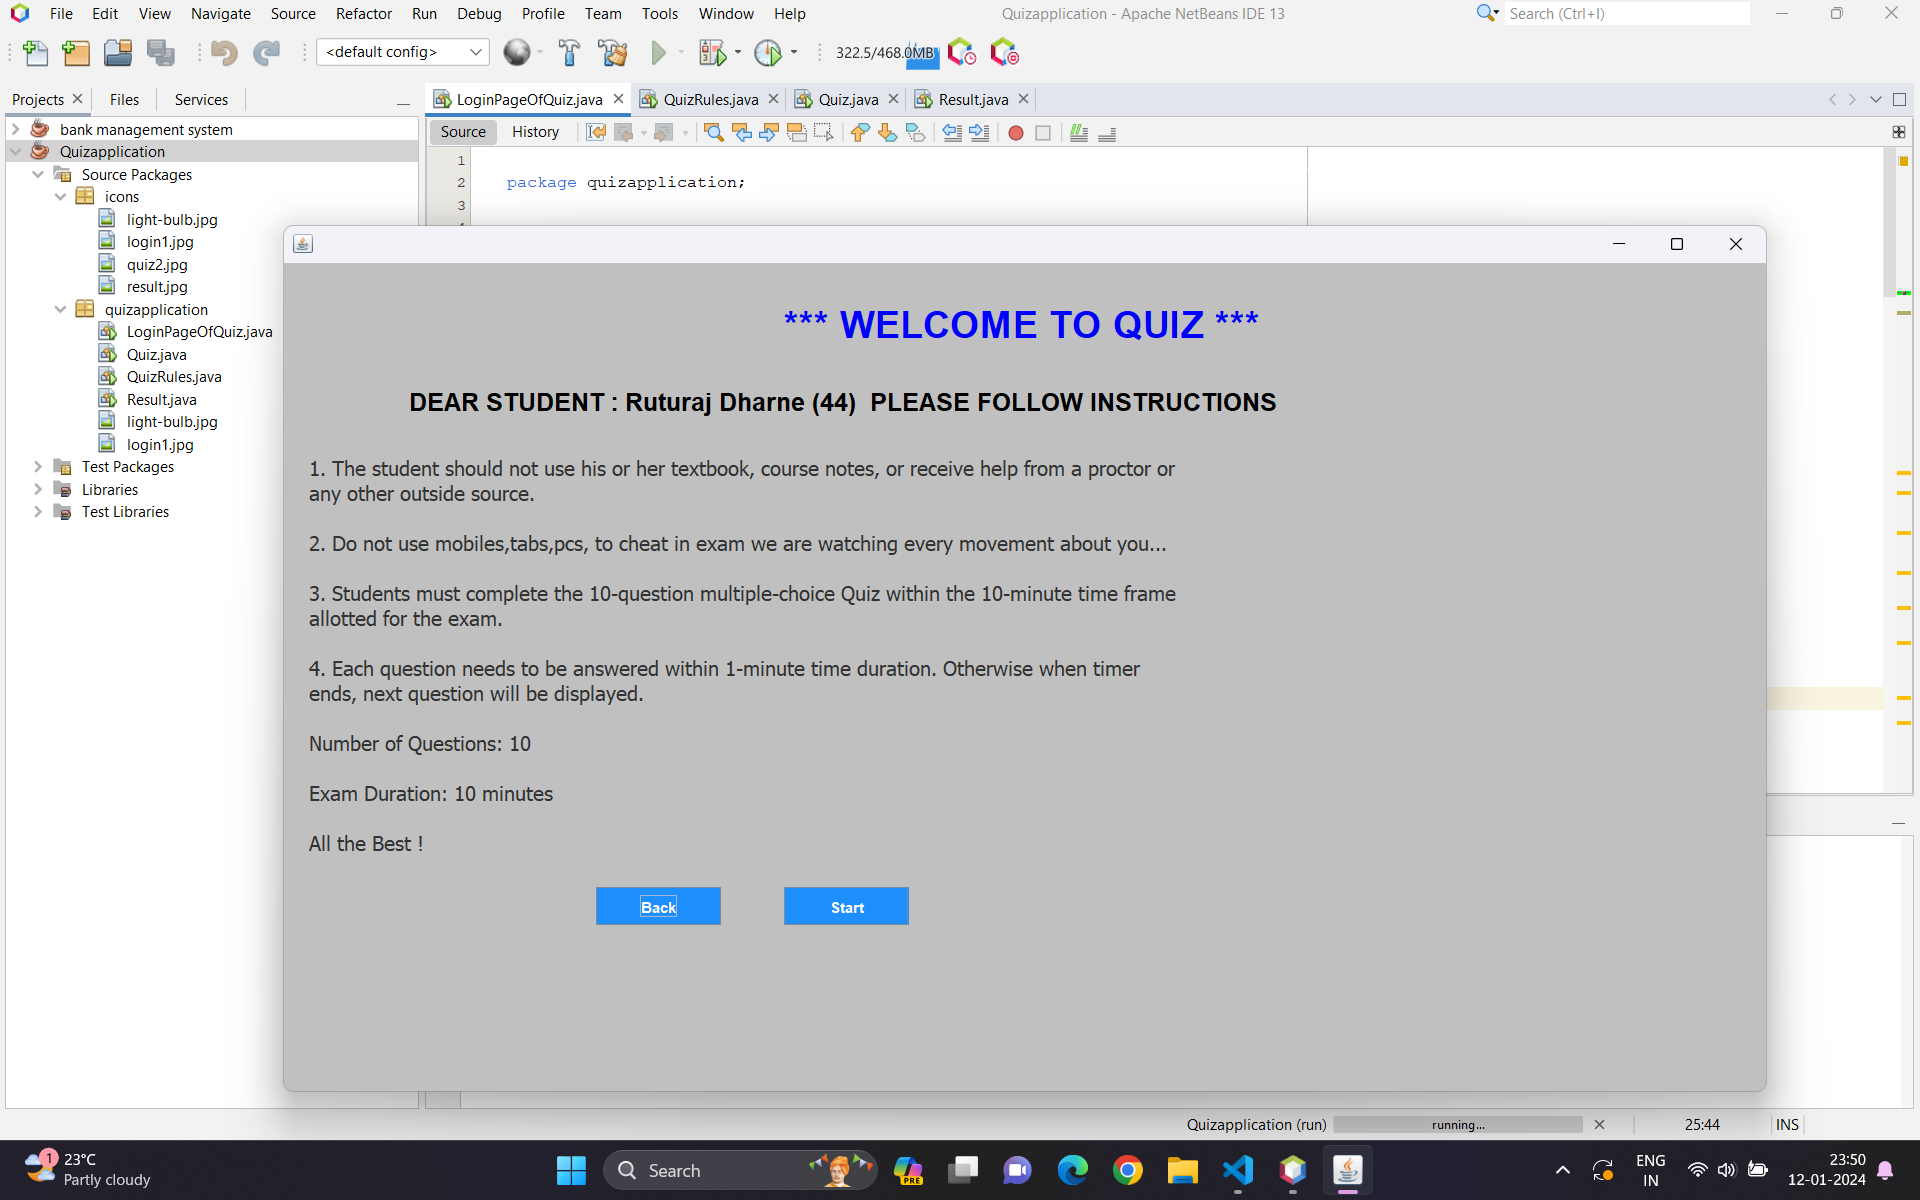 File Edit View Navigate Source Refactor Run Debug Profile Team Tools Window Help
Quizapplication - Apache NetBeans IDE 13
Search (Ctrl+I)
<default config>
322.5/468.0MB
Projects Files Services
LoginPageOfQuiz.java QuizRules.java Quiz.java Result.java
Source History
bank management system
Quizapplication
Source Packages
icons
light-bulb.jpg
login1.jpg
quiz2.jpg
result.jpg
quizapplication
LoginPageOfQuiz.java
Quiz.java
QuizRules.java
Result.java
light-bulb.jpg
login1.jpg
Test Packages
Libraries
Test Libraries
1
2 package quizapplication;
3
*** WELCOME TO QUIZ ***
DEAR STUDENT : Ruturaj Dharne (44) PLEASE FOLLOW INSTRUCTIONS
1. The student should not use his or her textbook, course notes, or receive help from a proctor or
any other outside source.
2. Do not use mobiles,tabs,pcs, to cheat in exam we are watching every movement about you...
3. Students must complete the 10-question multiple-choice Quiz within the 10-minute time frame
allotted for the exam.
4. Each question needs to be answered within 1-minute time duration. Otherwise when timer
ends, next question will be displayed.
Number of Questions: 10
Exam Duration: 10 minutes
All the Best !
Back Start
Quizapplication (run) running... 25:44 INS
1
23°C
Partly cloudy
Search
PRE
ENG
IN
23:50
12-01-2024